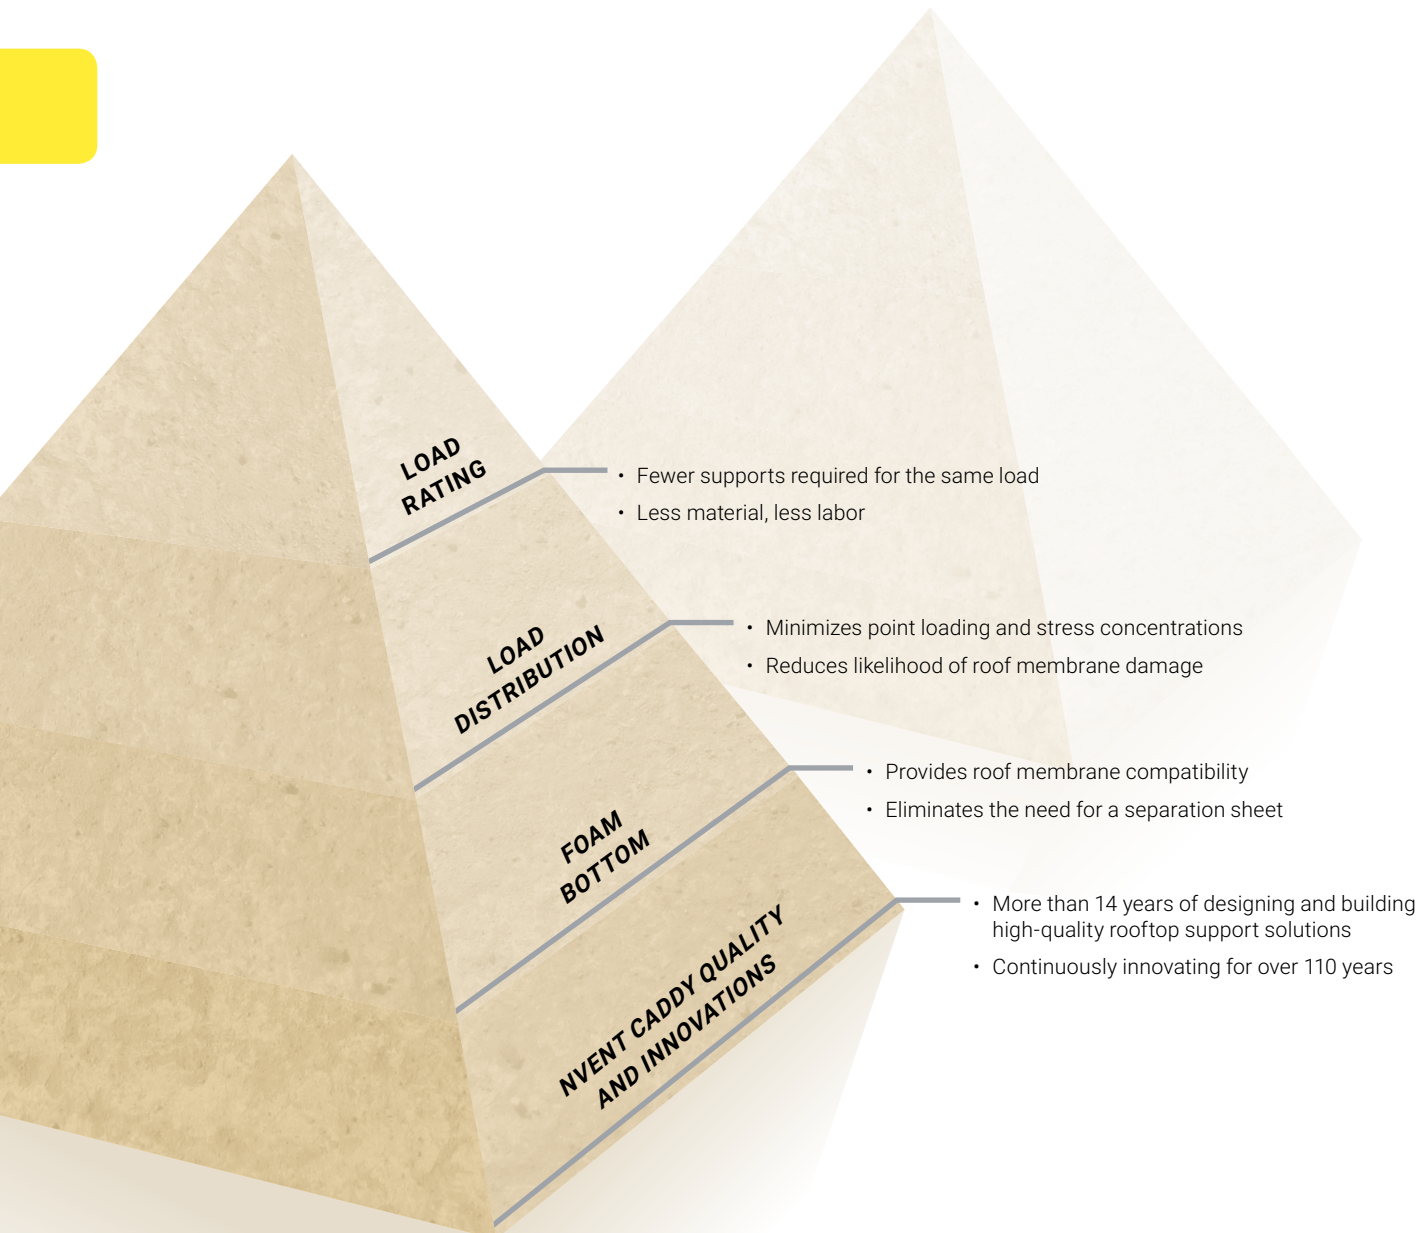 LOAD
RATING
• Fewer supports required for the same load
• Less material, less labor
LOAD
DISTRIBUTION
• Minimizes point loading and stress concentrations
• Reduces likelihood of roof membrane damage
FOAM
BOTTOM
• Provides roof membrane compatibility
• Eliminates the need for a separation sheet
NVENT CADDY QUALITY
AND INNOVATIONS
• More than 14 years of designing and building
high-quality rooftop support solutions
• Continuously innovating for over 110 years